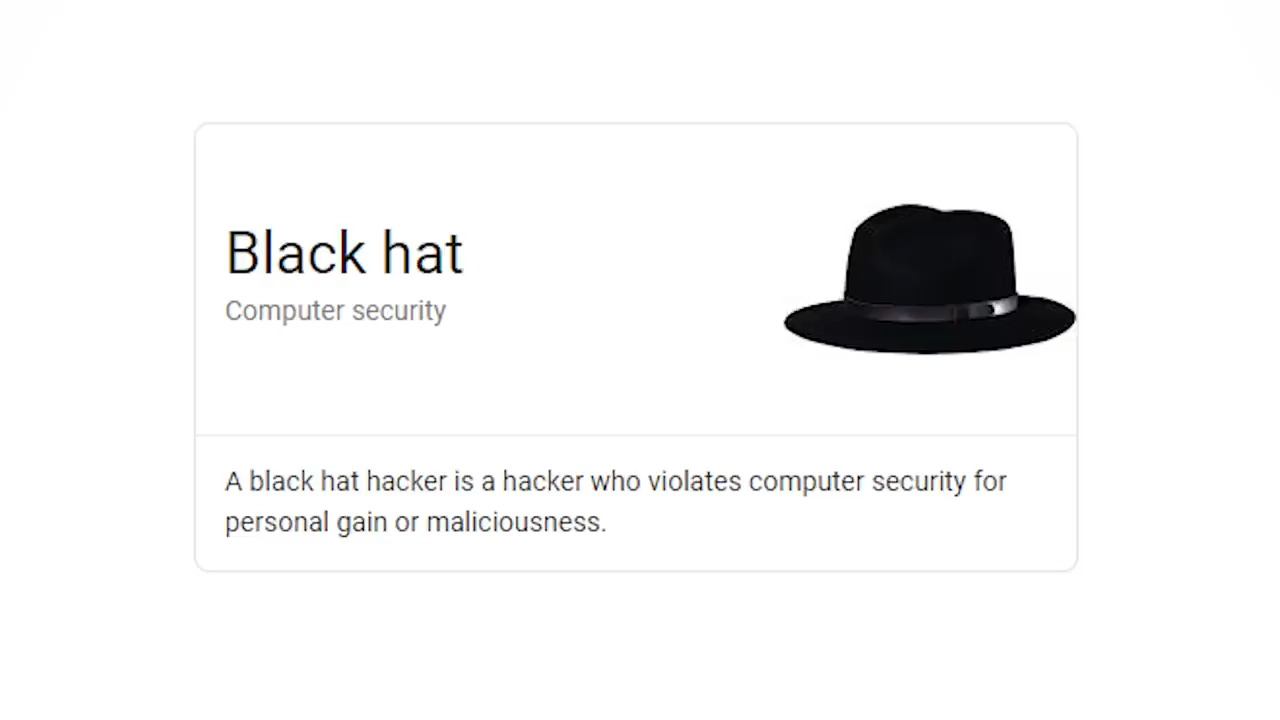 Black hat
Computer security
A black hat hacker is a hacker who violates computer security for
personal gain or maliciousness.